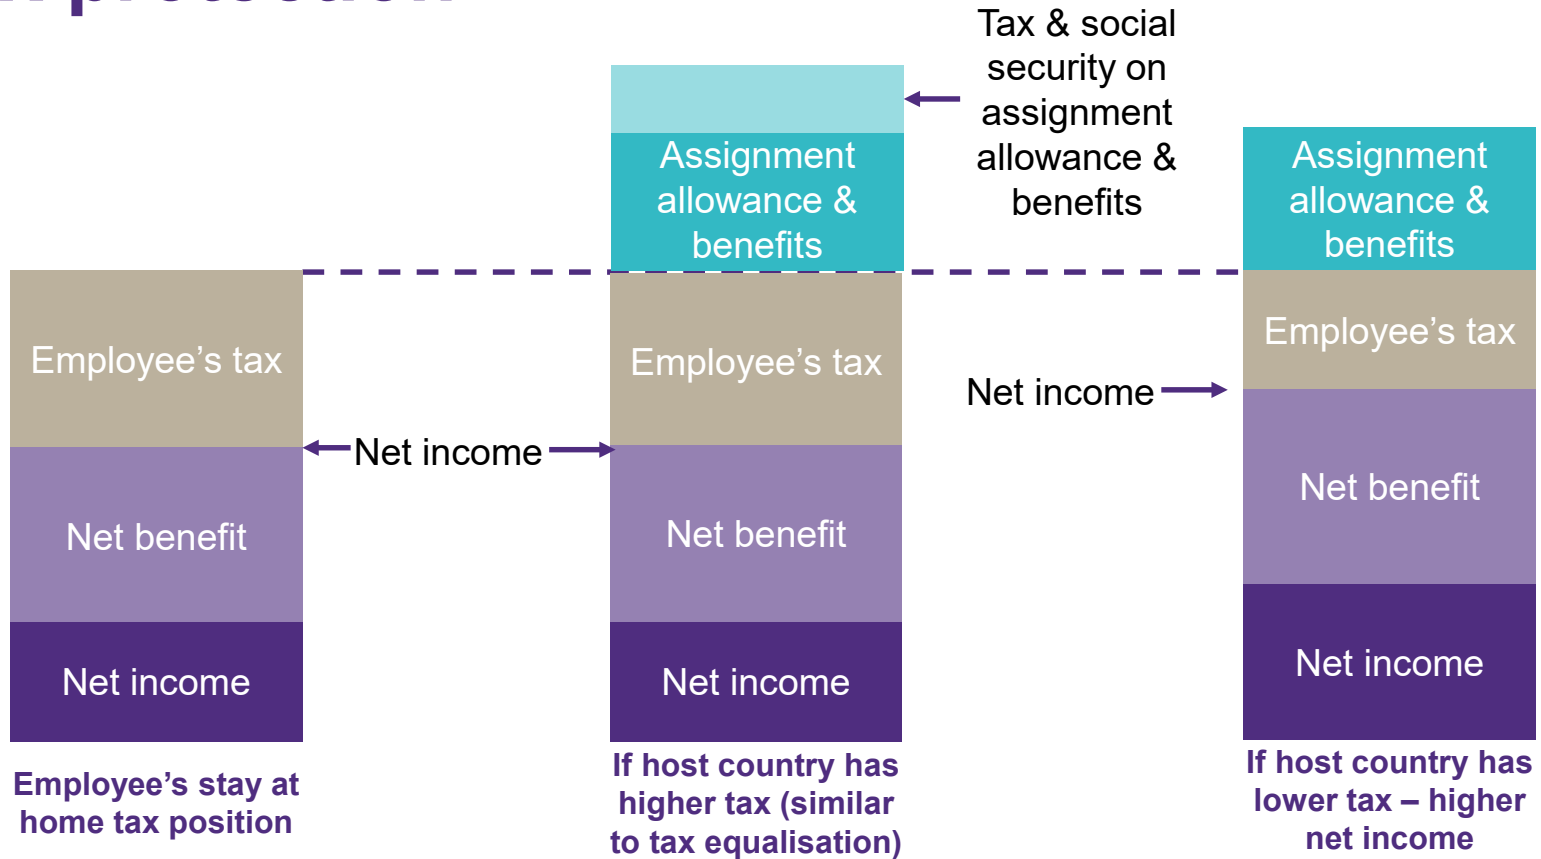 protection
Tax & social
security on
assignment
allowance &
benefits
Assignment
allowance &
benefits
Assignment
allowance &
benefits
Employee’s tax
Employee’s tax
Employee’s tax
Net income
Net income
Net benefit
Net benefit
Net benefit
Net income
Net income
Net income
Employee’s stay at
home tax position
If host country has
higher tax (similar
to tax equalisation)
If host country has
lower tax – higher
net income